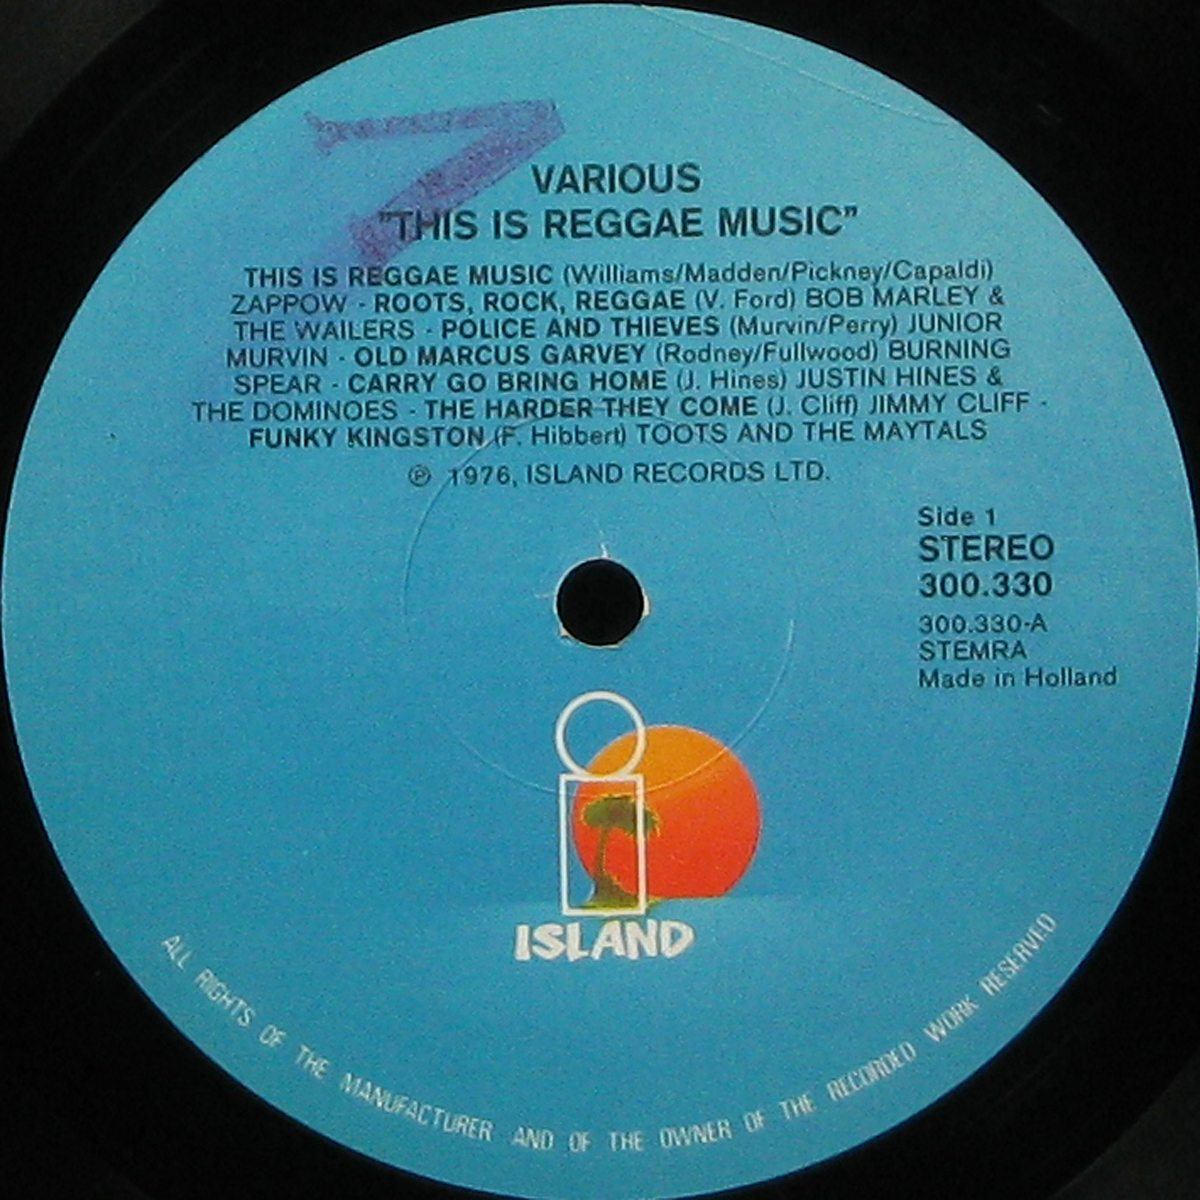 7
VARIOUS
"THIS IS REGGAE MUSIC"
THIS IS REGGAE MUSIC (Williams/Madden/Pickney/Capaldi)
ZAPPOW - ROOTS, ROCK, REGGAE (V. Ford) BOB MARLEY &
THE WAILERS - POLICE AND THIEVES (Murvin/Perry) JUNIOR
MURVIN - OLD MARCUS GARVEY (Rodney/Fullwood) BURNING
SPEAR - CARRY GO BRING HOME (J. Hines) JUSTIN HINES &
THE DOMINOES - THE HARDER THEY COME (J. Cliff) JIMMY CLIFF -
FUNKY KINGSTON (F. Hibbert) TOOTS AND THE MAYTALS
℗ 1976, ISLAND RECORDS LTD.
Side 1
STEREO
300.330
300.330-A
STEMRA
Made in Holland
i
ISLAND
ALL RIGHTS OF THE MANUFACTURER AND OF THE OWNER OF THE RECORDED WORK RESERVED